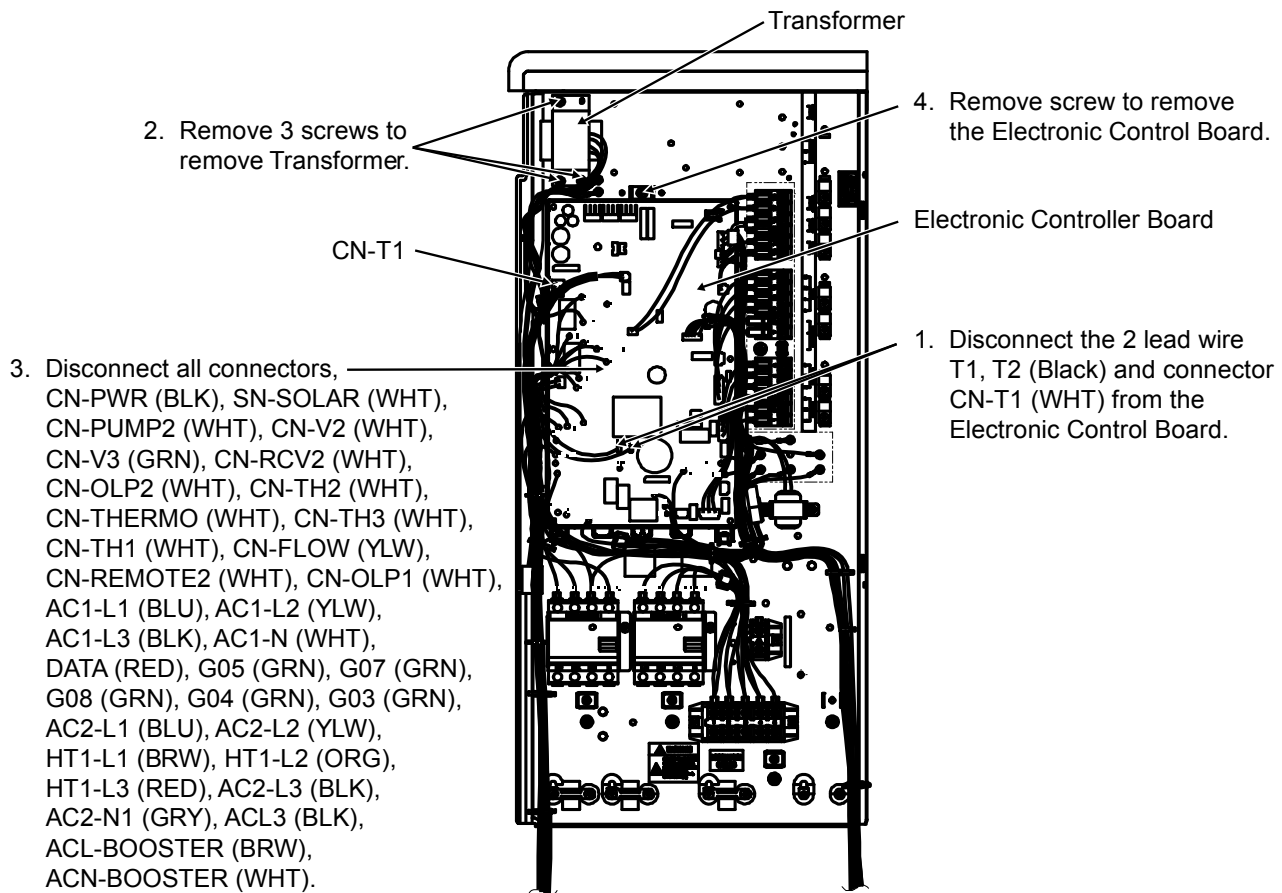 Transformer
2. Remove 3 screws to
remove Transformer.
4. Remove screw to remove
the Electronic Control Board.
Electronic Controller Board
CN-T1
1. Disconnect the 2 lead wire
T1, T2 (Black) and connector
CN-T1 (WHT) from the
Electronic Control Board.
3. Disconnect all connectors,
CN-PWR (BLK), SN-SOLAR (WHT),
CN-PUMP2 (WHT), CN-V2 (WHT),
CN-V3 (GRN), CN-RCV2 (WHT),
CN-OLP2 (WHT), CN-TH2 (WHT),
CN-THERMO (WHT), CN-TH3 (WHT),
CN-TH1 (WHT), CN-FLOW (YLW),
CN-REMOTE2 (WHT), CN-OLP1 (WHT),
AC1-L1 (BLU), AC1-L2 (YLW),
AC1-L3 (BLK), AC1-N (WHT),
DATA (RED), G05 (GRN), G07 (GRN),
G08 (GRN), G04 (GRN), G03 (GRN),
AC2-L1 (BLU), AC2-L2 (YLW),
HT1-L1 (BRW), HT1-L2 (ORG),
HT1-L3 (RED), AC2-L3 (BLK),
AC2-N1 (GRY), ACL3 (BLK),
ACL-BOOSTER (BRW),
ACN-BOOSTER (WHT).